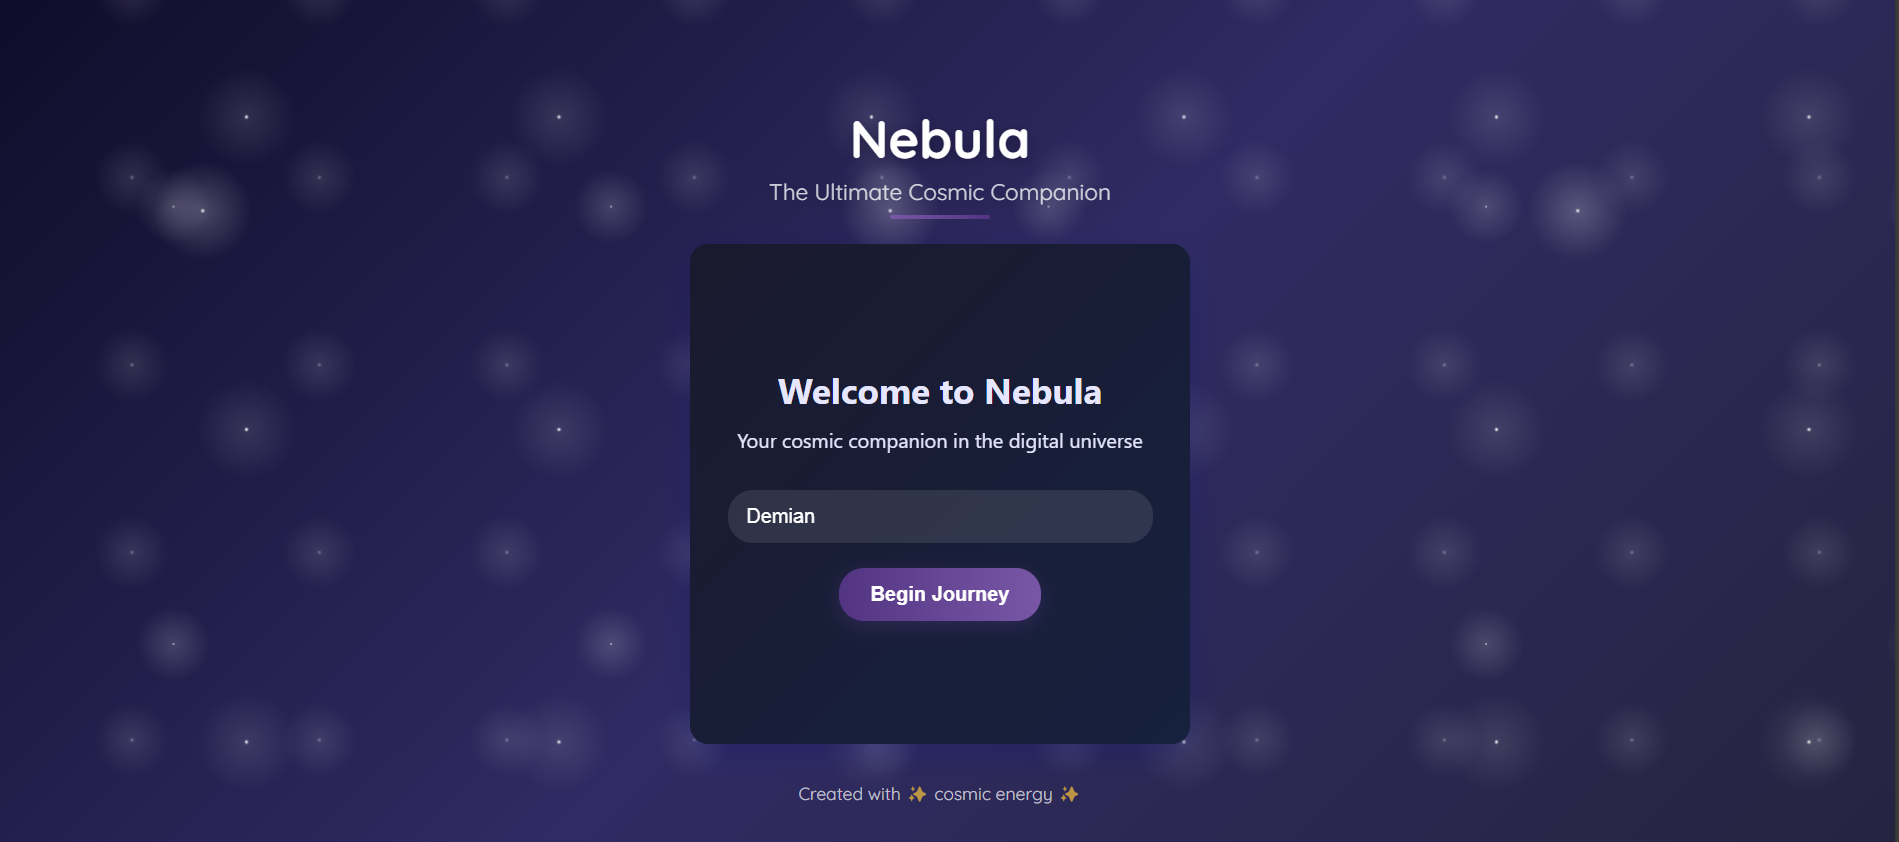 Nebula
The Ultimate Cosmic Companion
Welcome to Nebula
Your cosmic companion in the digital universe
Demian
Begin Journey
Created with ✨ cosmic energy ✨